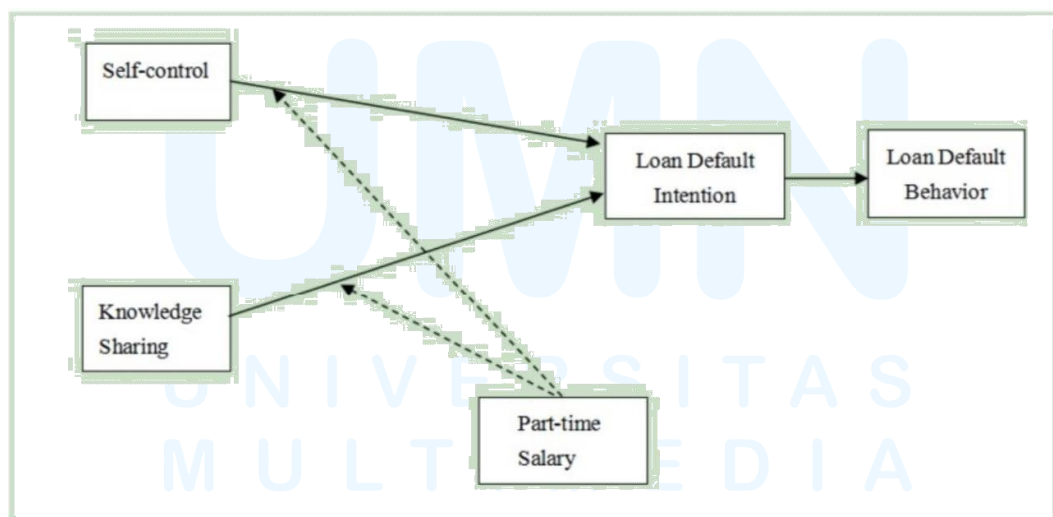 Self-control
Loan Default
Intention
Loan Default
Behavior
Knowledge
Sharing
Part-time
Salary
UMN
UNIVERSITAS
MULTIMEDIA